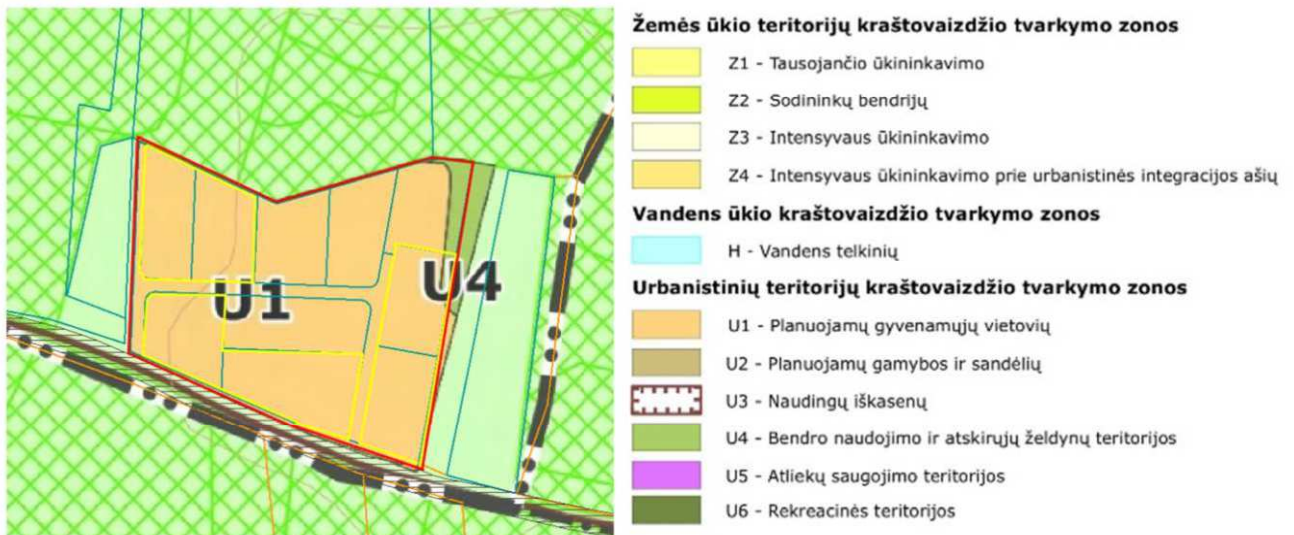 U1
U4
Žemės ūkio teritorijų kraštovaizdžio tvarkymo zonos
Z1 - Tausojančio ūkininkavimo
Z2 - Sodininkų bendrijų
Z3 - Intensyvaus ūkininkavimo
Z4 - Intensyvaus ūkininkavimo prie urbanistinės integracijos ašių
Vandens ūkio kraštovaizdžio tvarkymo zonos
H - Vandens telkinių
Urbanistinių teritorijų kraštovaizdžio tvarkymo zonos
U1 - Planuojamų gyvenamųjų vietovių
U2 - Planuojamų gamybos ir sandėlių
U3 - Naudingų iškasenų
U4 - Bendro naudojimo ir atskirųjų želdynų teritorijos
U5 - Atliekų saugojimo teritorijos
U6 - Rekreacinės teritorijos